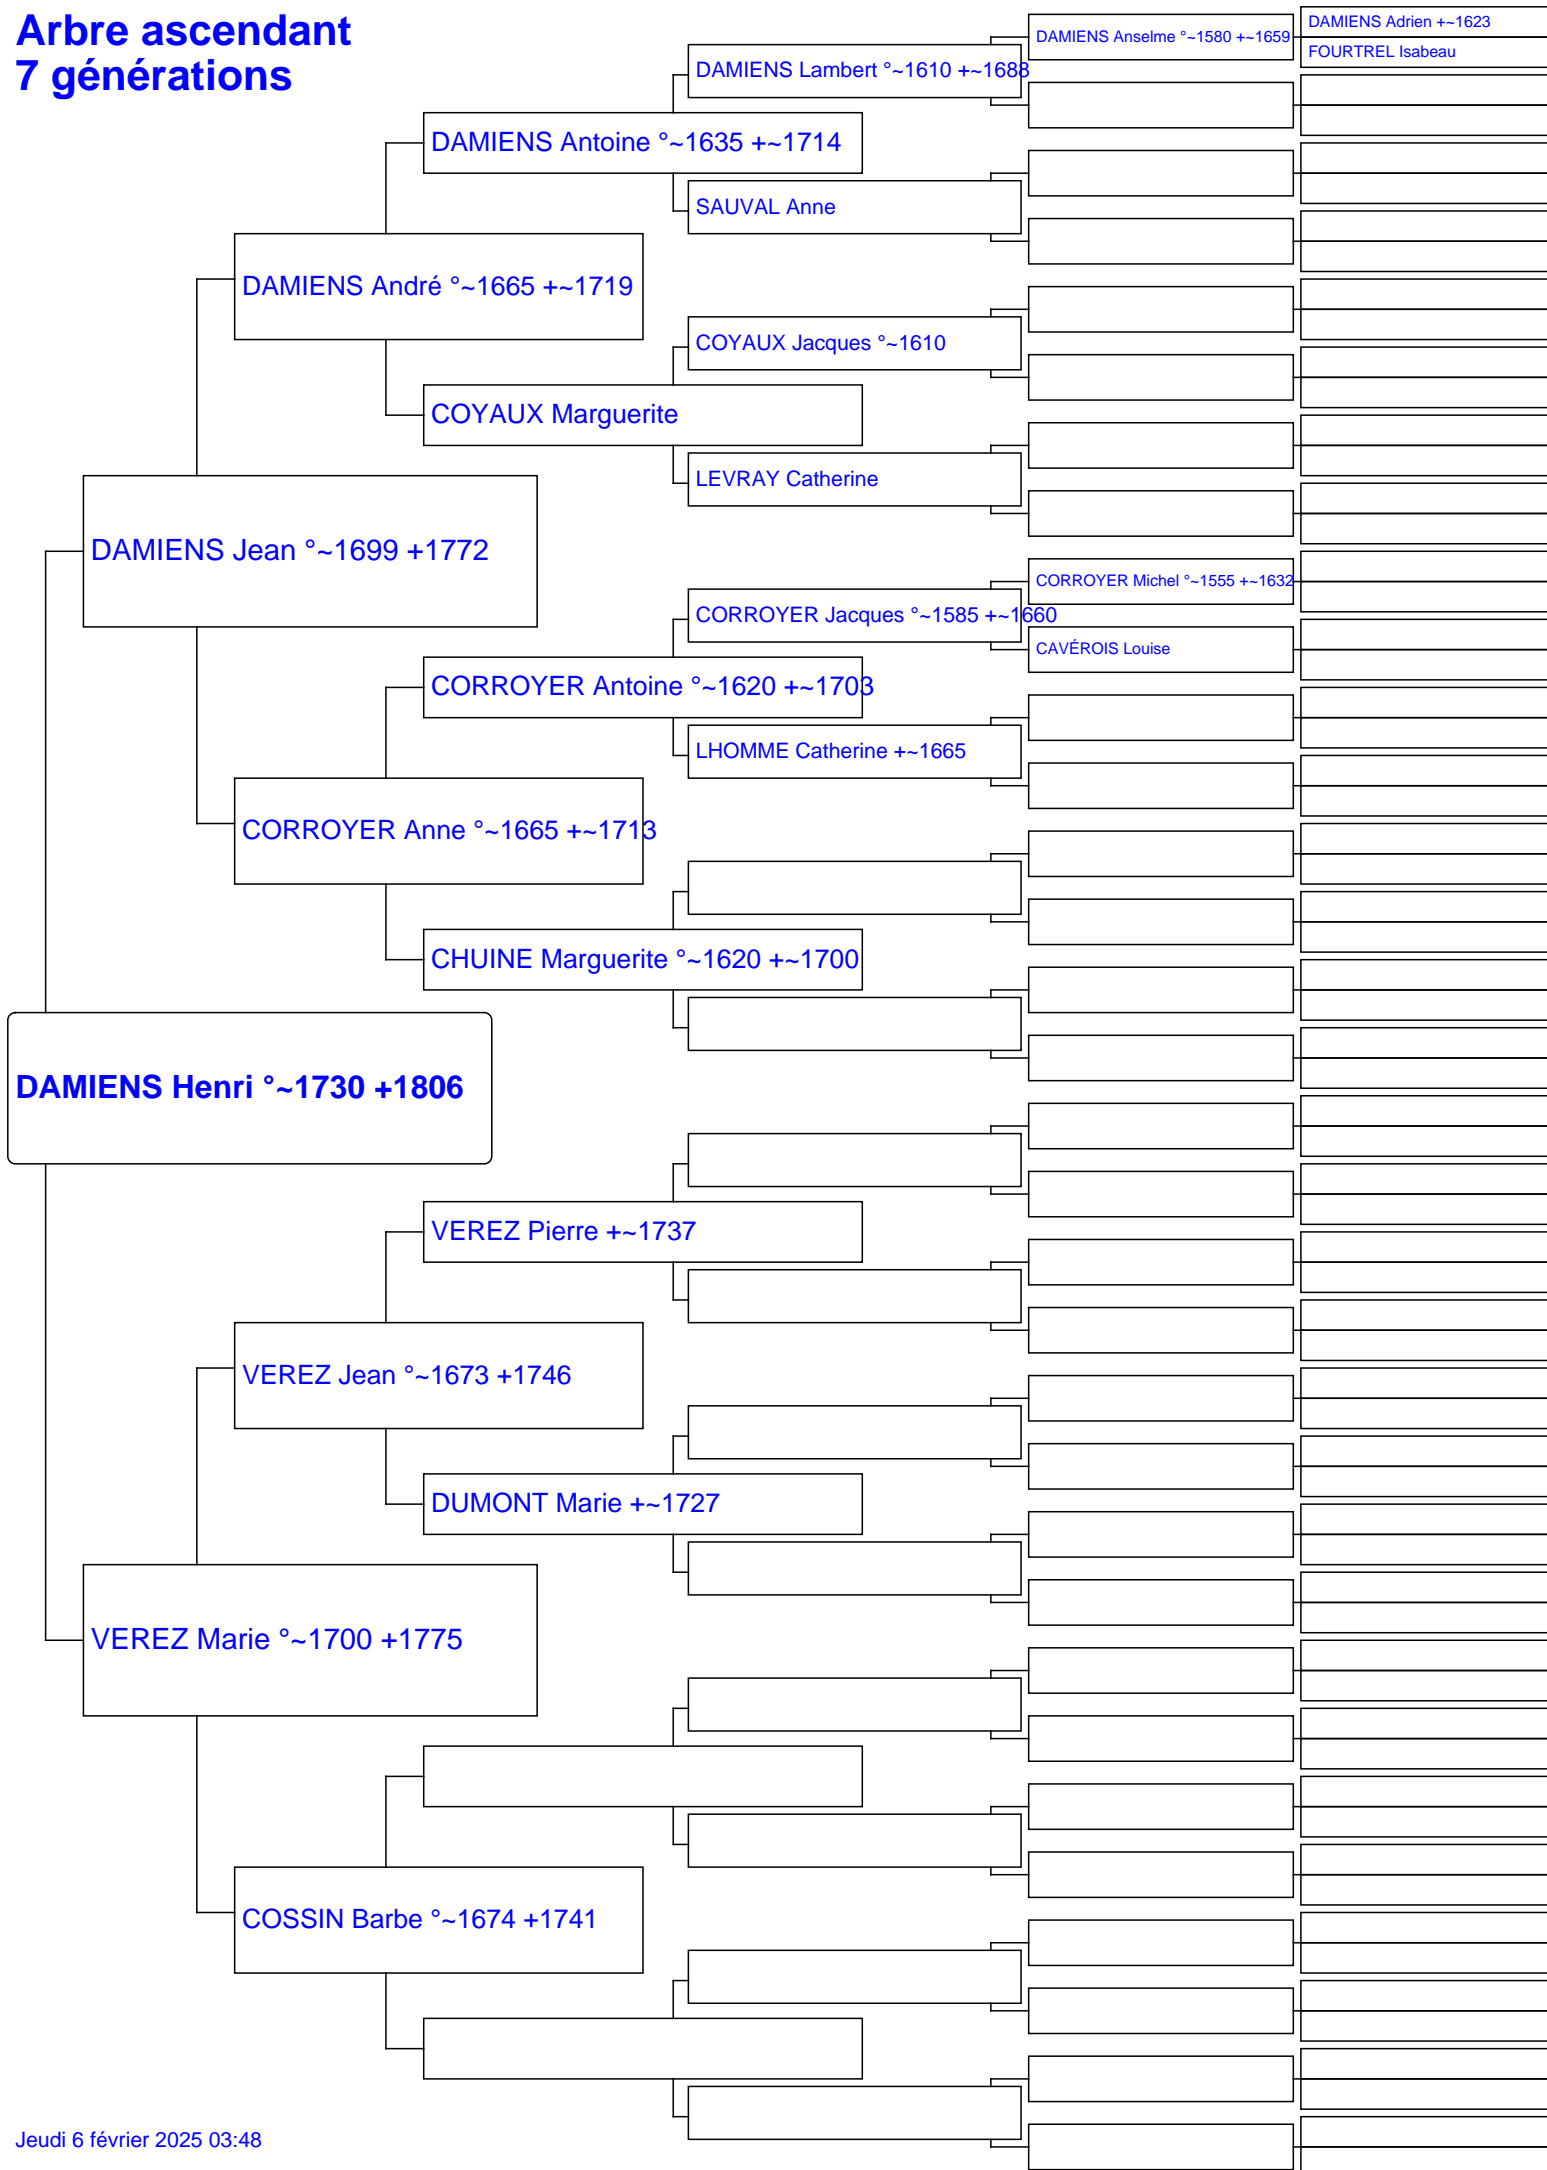 Arbre ascendant
7 générations
DAMIENS Adrien +~1623
DAMIENS Anselme °~1580 +~1659
FOURTREL Isabeau
DAMIENS Lambert °~1610 +~1688
DAMIENS Antoine °~1635 +~1714
SAUVAL Anne
DAMIENS André °~1665 +~1719
COYAUX Jacques °~1610
COYAUX Marguerite
LEVRAY Catherine
DAMIENS Jean °~1699 +1772
CORROYER Michel °~1555 +~1632
CORROYER Jacques °~1585 +~1660
CAVÉROIS Louise
CORROYER Antoine °~1620 +~1703
LHOMME Catherine +~1665
CORROYER Anne °~1665 +~1713
CHUINE Marguerite °~1620 +~1700
DAMIENS Henri °~1730 +1806
VEREZ Pierre +~1737
VEREZ Jean °~1673 +1746
DUMONT Marie +~1727
VEREZ Marie °~1700 +1775
COSSIN Barbe °~1674 +1741
Jeudi 6 février 2025 03:48